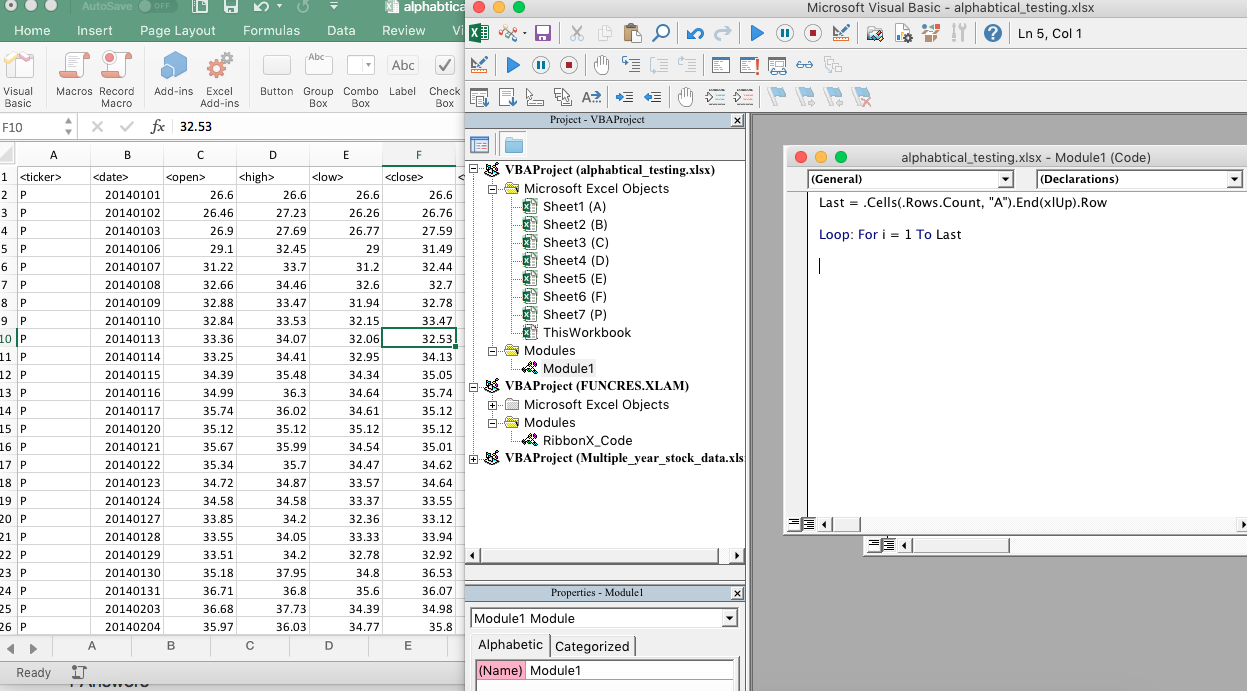 AutoSave OFF alphabtica
Home Insert Page Layout Formulas Data Review Vi
Visual Basic
Macros
Record Macro
Add-ins
Excel Add-ins
Button
Group Box
Combo Box
Label
Check Box
Abc
Abc
F10 fx 32.53
A B C D E F
1 <ticker> <date> <open> <high> <low> <close> <
2 P 20140101 26.6 26.6 26.6 26.6
3 P 20140102 26.46 27.23 26.26 26.76
4 P 20140103 26.9 27.69 26.77 27.59
5 P 20140106 29.1 32.45 29 31.49
6 P 20140107 31.22 33.7 31.2 32.44
7 P 20140108 32.66 34.46 32.6 32.7
8 P 20140109 32.88 33.47 31.94 32.78
9 P 20140110 32.84 33.53 32.15 33.47
10 P 20140113 33.36 34.07 32.06 32.53
11 P 20140114 33.25 34.41 32.95 34.13
12 P 20140115 34.39 35.48 34.34 35.05
13 P 20140116 34.99 36.3 34.64 35.74
14 P 20140117 35.74 36.02 34.61 35.12
15 P 20140120 35.12 35.12 35.12 35.12
16 P 20140121 35.67 35.99 34.54 35.01
17 P 20140122 35.34 35.7 34.47 34.62
18 P 20140123 34.72 34.87 33.57 34.64
19 P 20140124 34.58 34.58 33.37 33.55
20 P 20140127 33.85 34.2 32.36 33.12
21 P 20140128 33.55 34.05 33.33 33.94
22 P 20140129 33.51 34.2 32.78 32.92
23 P 20140130 35.18 37.95 34.8 36.53
24 P 20140131 36.71 36.8 35.6 36.07
25 P 20140203 36.68 37.73 34.39 34.98
26 P 20140204 35.97 36.03 34.77 35.8
A B C D E
Ready
Microsoft Visual Basic - alphabtical_testing.xlsx
Ln 5, Col 1
Project - VBAProject
VBAProject (alphabtical_testing.xlsx)
Microsoft Excel Objects
Sheet1 (A)
Sheet2 (B)
Sheet3 (C)
Sheet4 (D)
Sheet5 (E)
Sheet6 (F)
Sheet7 (P)
ThisWorkbook
Modules
Module1
VBAProject (FUNCRES.XLAM)
Microsoft Excel Objects
Modules
RibbonX_Code
VBAProject (Multiple_year_stock_data.xls
Properties - Module1
Module1 Module
Alphabetic Categorized
(Name) Module1
alphabtical_testing.xlsx - Module1 (Code)
(General) (Declarations)
Last = .Cells(.Rows.Count, "A").End(xlUp).Row
Loop: For i = 1 To Last